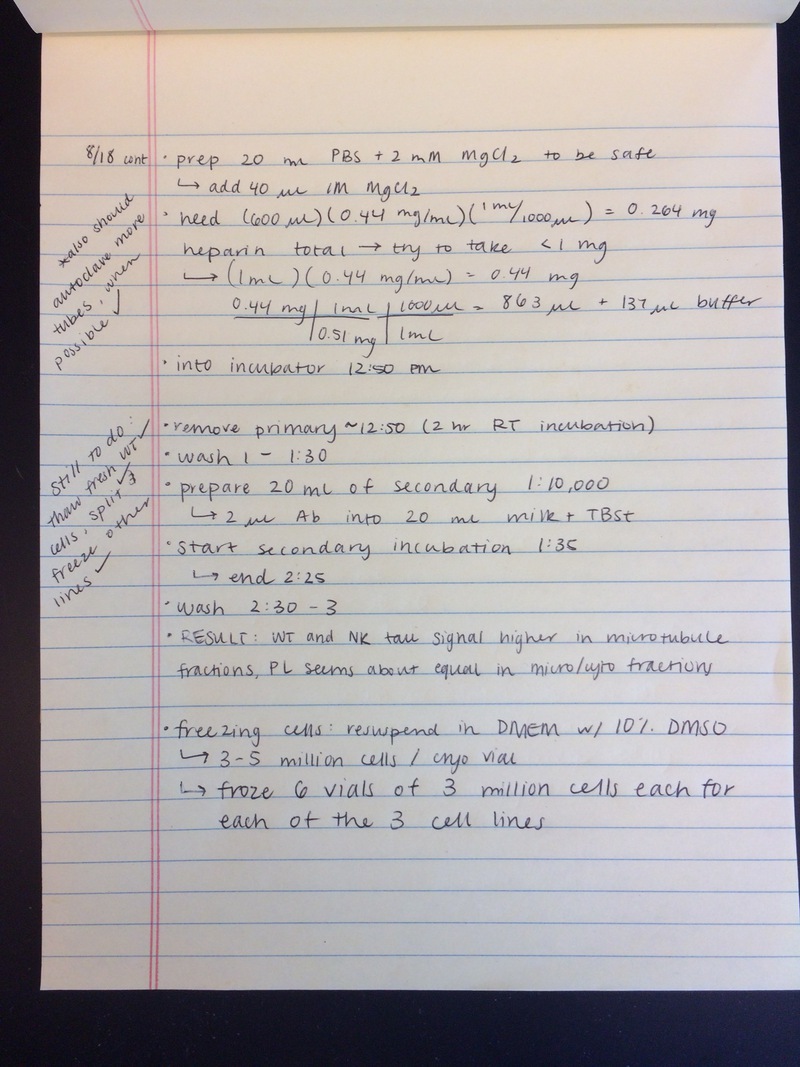 8/18 cont
• prep 20 mL PBS + 2 mM MgCl2 to be safe
↳ add 40 µL 1M MgCl2
• need (600 µL)(0.44 mg/mL)(1 mL/1000 µL) = 0.264 mg
heparin total → try to take <1 mg
↳ (1mL)(0.44 mg/mL) = 0.44 mg
0.44 mg | 1mL | 1000 µL = 863 µL + 137 µL buffer
| 0.51 mg | 1mL
• into incubator 12:50 pm
*also should
autoclave more
tubes, when
possible ✓
• remove primary ~12:50 (2 hr RT incubation)
• wash 1 - 1:30
• prepare 20 mL of secondary 1:10,000
↳ 2 µL Ab into 20 mL milk + TBSt
• start secondary incubation 1:35
↳ end 2:25
• wash 2:30 - 3
• RESULT: WT and NK tau signal higher in microtubule
fractions, PL seems about equal in micro/cyto fractions
Still to do:
thaw fresh WT ✓
cells, split ✓ &
freeze other
lines ✓
• freezing cells: resuspend in DMEM w/ 10% DMSO
↳ 3-5 million cells / cryo vial
↳ froze 6 vials of 3 million cells each for
each of the 3 cell lines